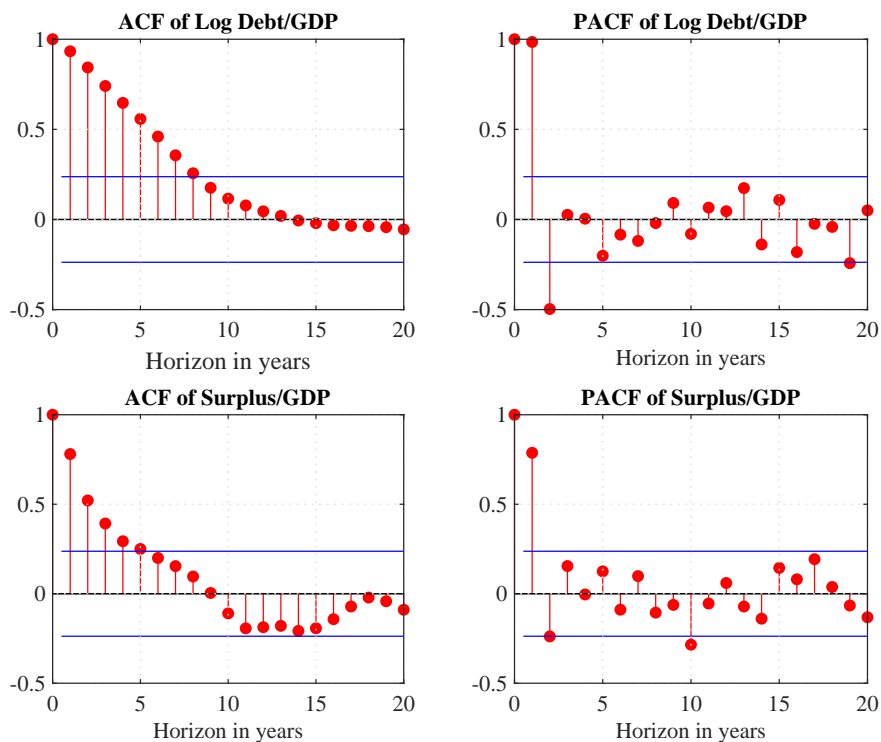 ACF of Log Debt/GDP
1
0.5
0
-0.5
0 5 10 15 20
Horizon in years
PACF of Log Debt/GDP
1
0.5
0
-0.5
0 5 10 15 20
Horizon in years
ACF of Surplus/GDP
1
0.5
0
-0.5
0 5 10 15 20
Horizon in years
PACF of Surplus/GDP
1
0.5
0
-0.5
0 5 10 15 20
Horizon in years